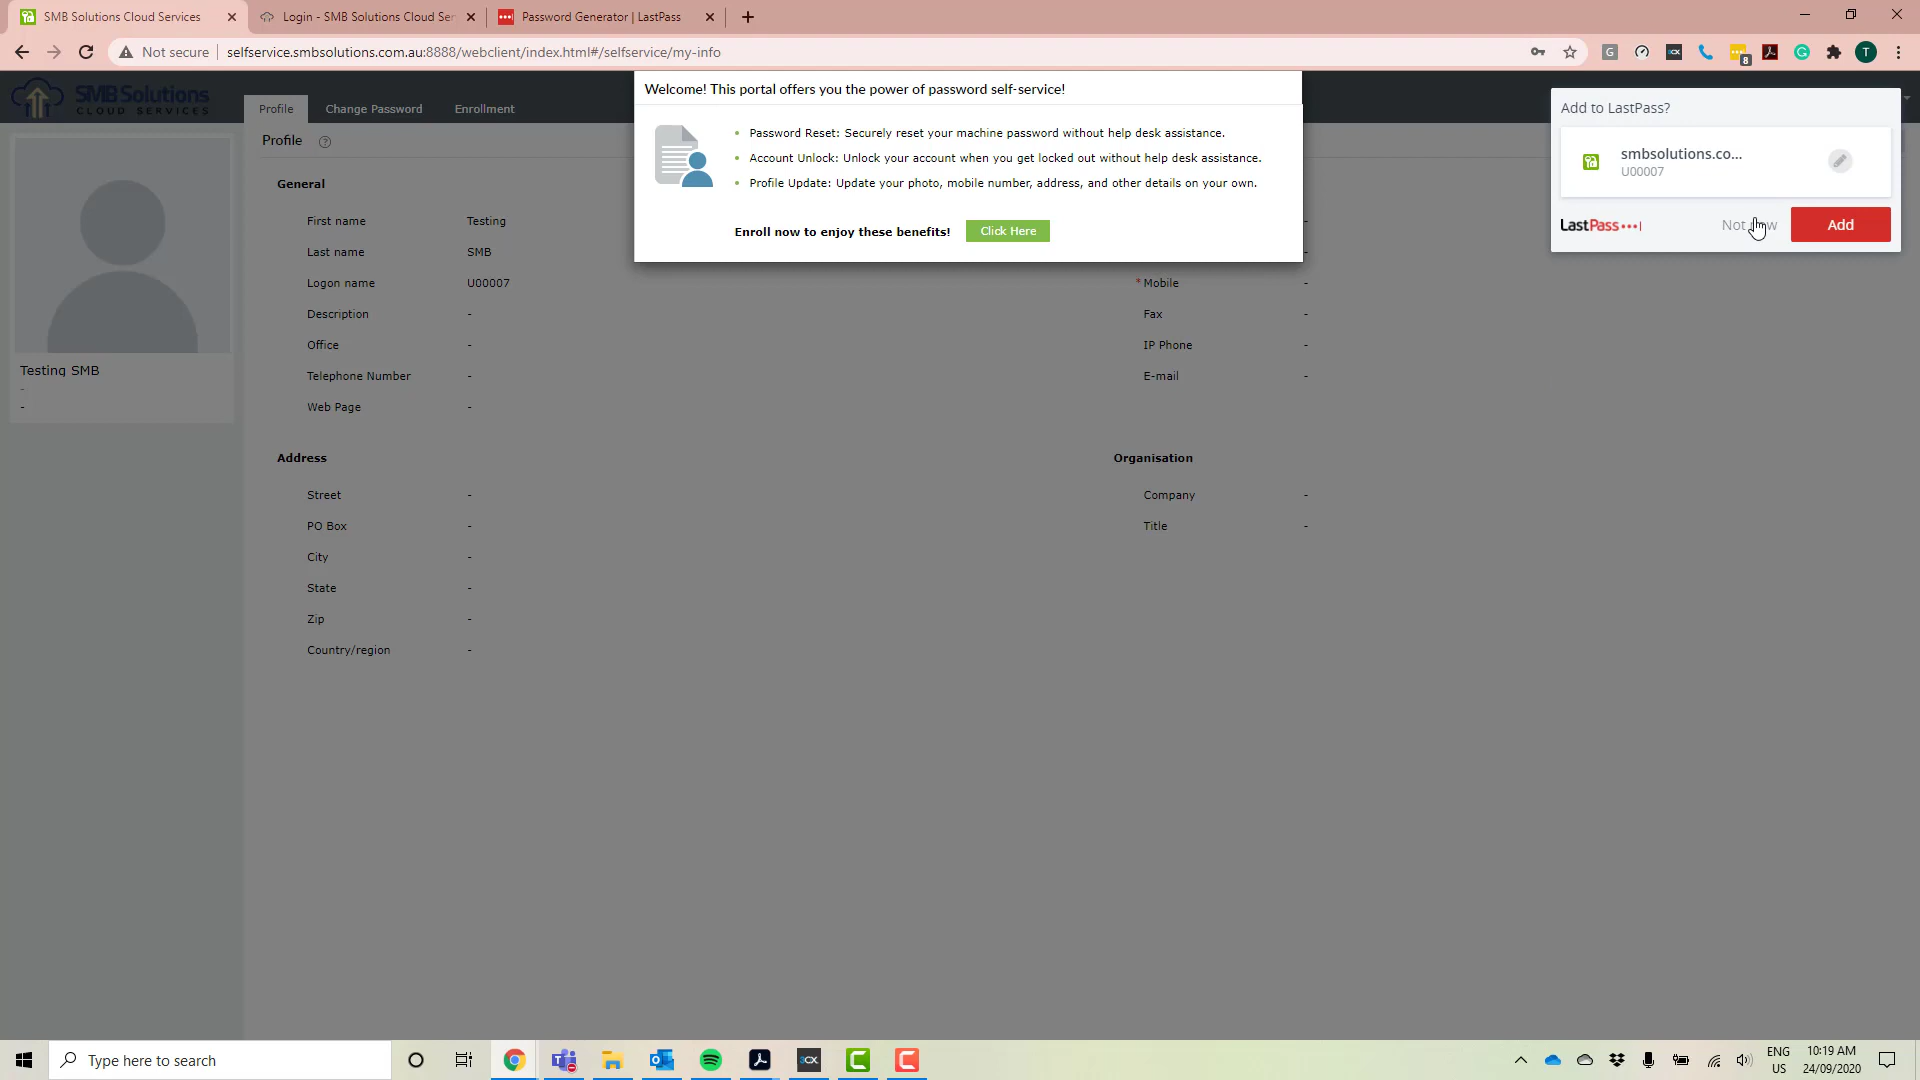 SMB Solutions Cloud Services
Login - SMB Solutions Cloud Ser
Password Generator | LastPass
Not secure
selfservice.smbsolutions.com.au:8888/webclient/index.html#/selfservice/my-info
8
T
SMB Solutions
CLOUD SERVICES
Profile
Change Password
Enrollment
Welcome! This portal offers you the power of password self-service!
Password Reset: Securely reset your machine password without help desk assistance.
Account Unlock: Unlock your account when you get locked out without help desk assistance.
Profile Update: Update your photo, mobile number, address, and other details on your own.
Enroll now to enjoy these benefits!
Click Here
Add to LastPass?
smbsolutions.co...
U00007
LastPass
Not
Add
Profile
General
First name Testing
Last name SMB
Logon name U00007
Description -
Office -
Telephone Number -
Web Page -
* Mobile -
Fax -
IP Phone -
E-mail -
Testing SMB
-
-
Address
Street -
PO Box -
City -
State -
Zip -
Country/region -
Organisation
Company -
Title -
Type here to search
3CX
ENG
US
10:19 AM
24/09/2020